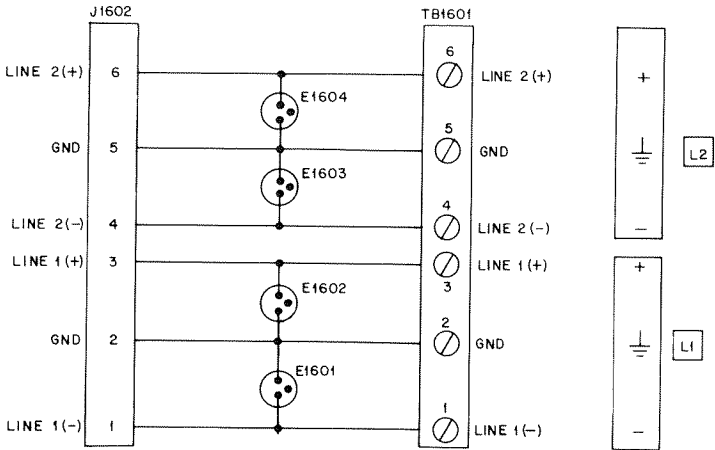 J1602 TB1601
6
LINE 2(+) 6 LINE 2(+) +
E1604
5
GND 5 GND L2
E1603
4
LINE 2(-) 4 LINE 2(-) -
LINE 1(+) 3 LINE 1(+) +
3
E1602
2
GND 2 GND L1
E1601
1
LINE 1(-) 1 LINE 1(-) -